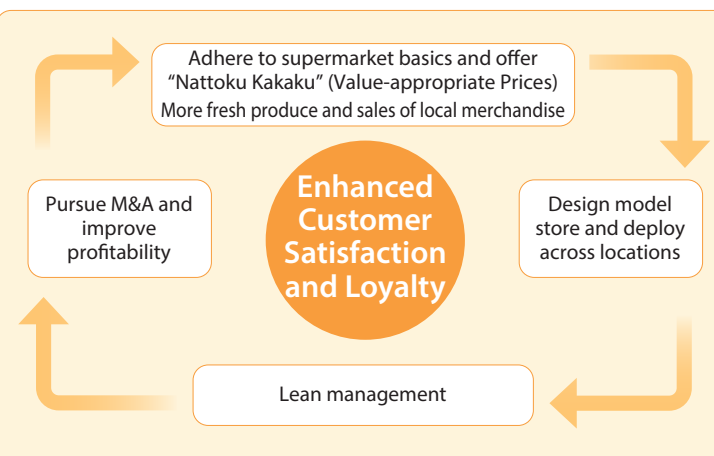 Adhere to supermarket basics and offer
“Nattoku Kakaku” (Value-appropriate Prices)
More fresh produce and sales of local merchandise
Enhanced
Customer
Satisfaction
and Loyalty
Pursue M&A and
improve
profitability
Design model
store and deploy
across locations
Lean management